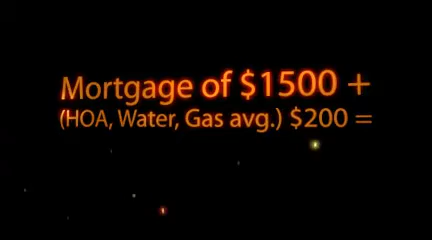 Mortgage of $1500 +
(HOA, Water, Gas avg.) $200 =